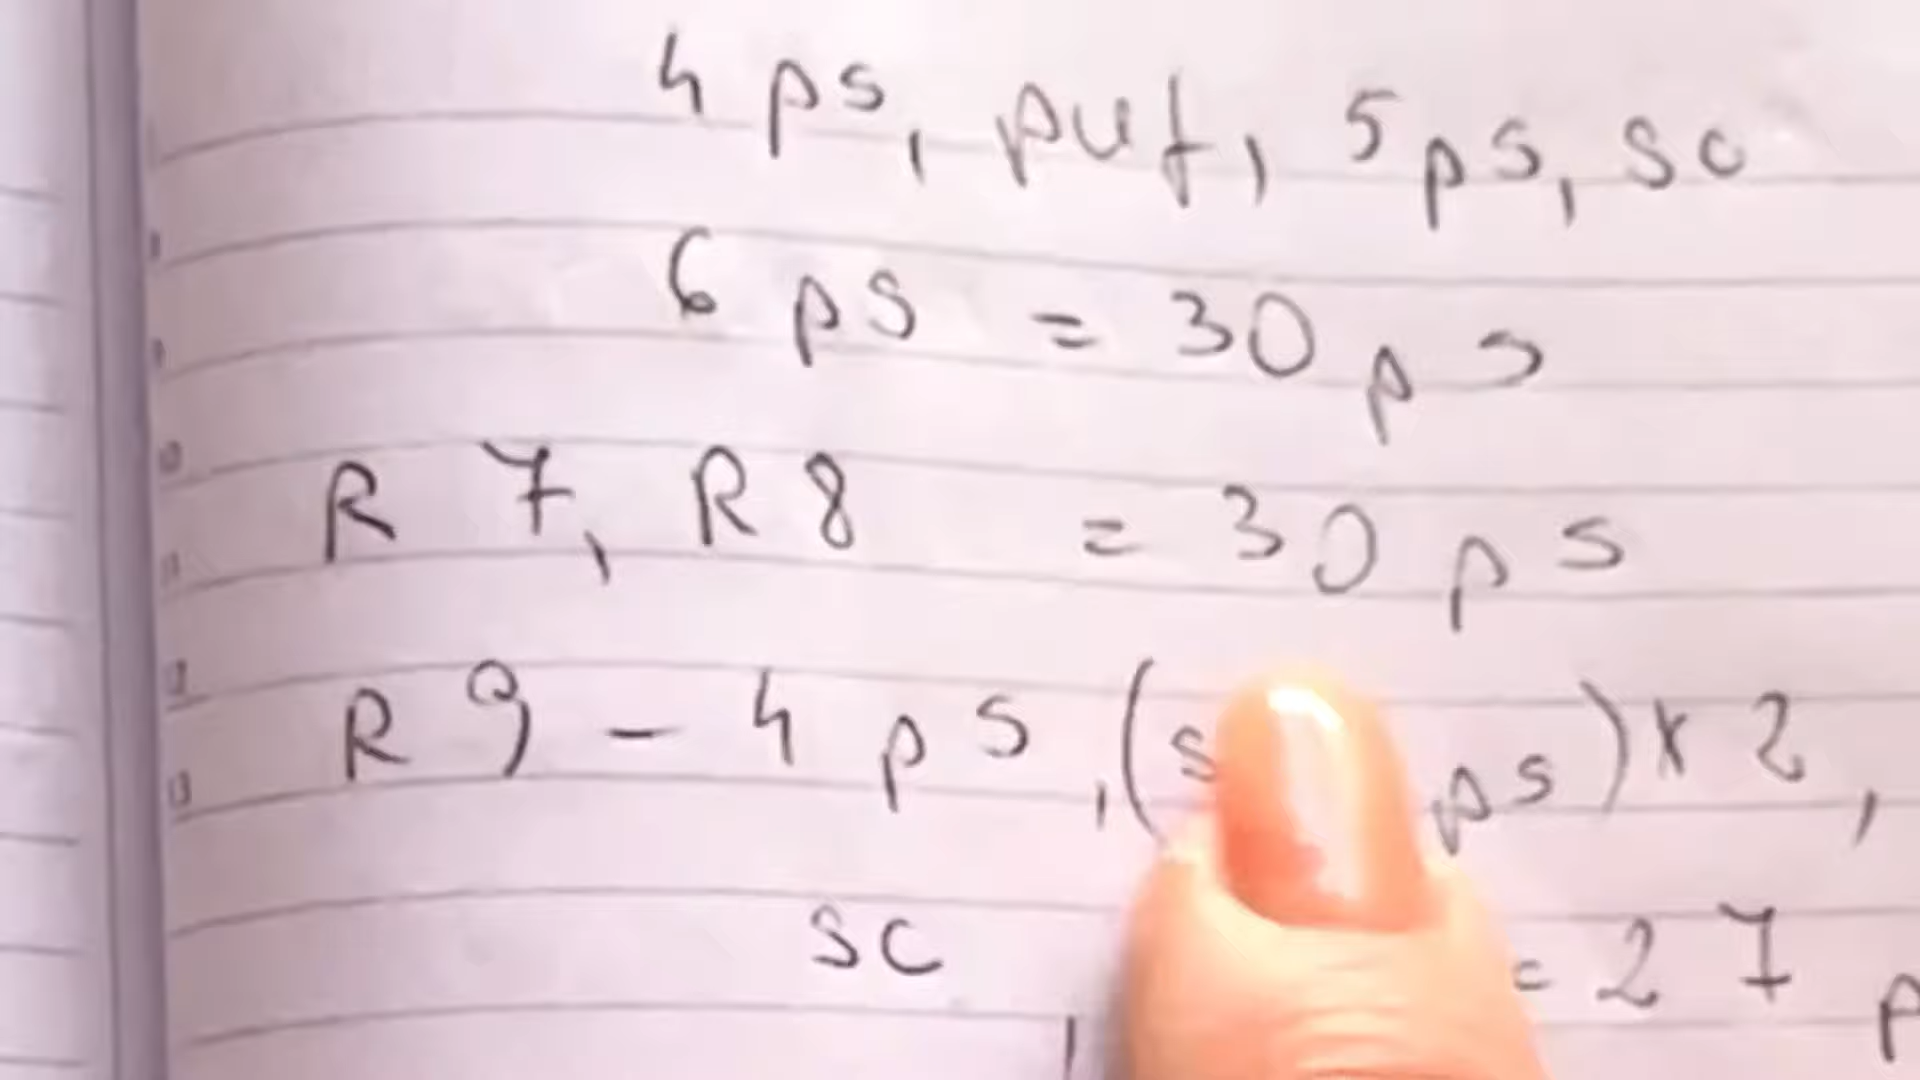 4 ps, put, 5 ps, sc
6 ps = 30 ps
R 7, R 8 = 30 ps
R 9 - 4 ps, ( ps) x 2,
sc, = 27